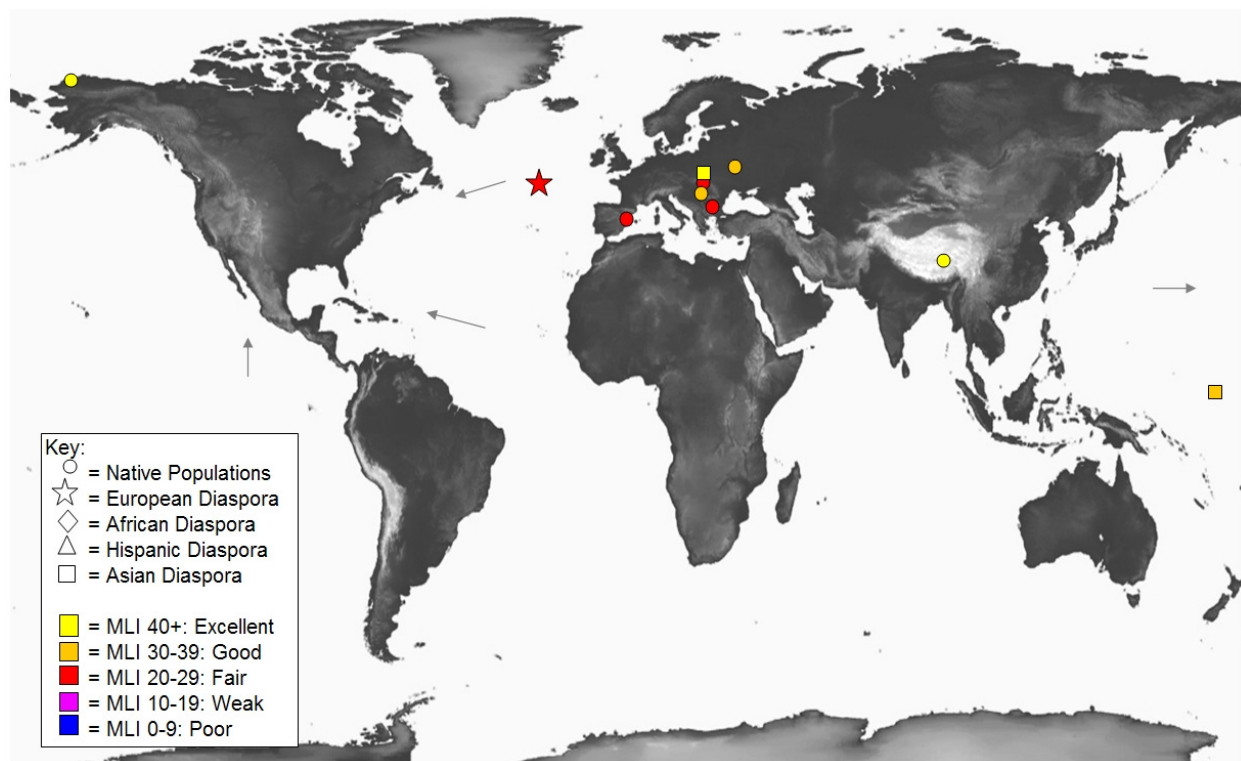 Key:
= Native Populations
= European Diaspora
= African Diaspora
= Hispanic Diaspora
= Asian Diaspora
= MLI 40+: Excellent
= MLI 30-39: Good
= MLI 20-29: Fair
= MLI 10-19: Weak
= MLI 0-9: Poor